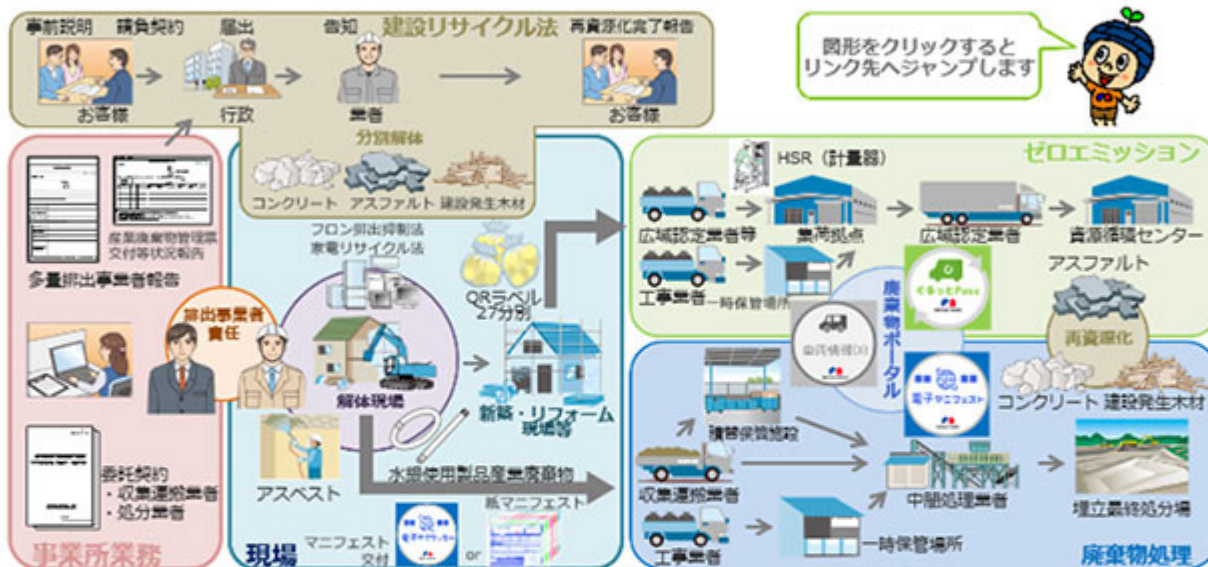 事前説明
請負契約
届出
告知
建設リサイクル法
再資源化完了報告
お客様
行政
業者
お客様
図形をクリックすると
リンク先へジャンプします
分別解体
コンクリート
アスファルト
建設発生木材
産業廃棄物管理票
交付等状況報告
多量排出事業者報告
排出事業者
責任
委託契約
・収集運搬業者
・処分業者
事業所業務
フロン排出抑制法
家電リサイクル法
QRラベル
27分別
解体現場
新築・リフォーム
現場等
アスベスト
水銀使用製品産業廃棄物
紙マニフェスト
マニフェスト
交付
or
現場
ゼロエミッション
HSR（計量器）
広域認定業者等
集荷拠点
広域認定業者
資源循環センター
工事業者
一時保管場所
ぐるっとPass
アスファルト
廃棄物ポータル
再資源化
コンクリート
建設発生木材
電子マニフェスト
積替保管施設
収集運搬業者
中間処理業者
埋立最終処分場
工事業者
一時保管場所
廃棄物処理